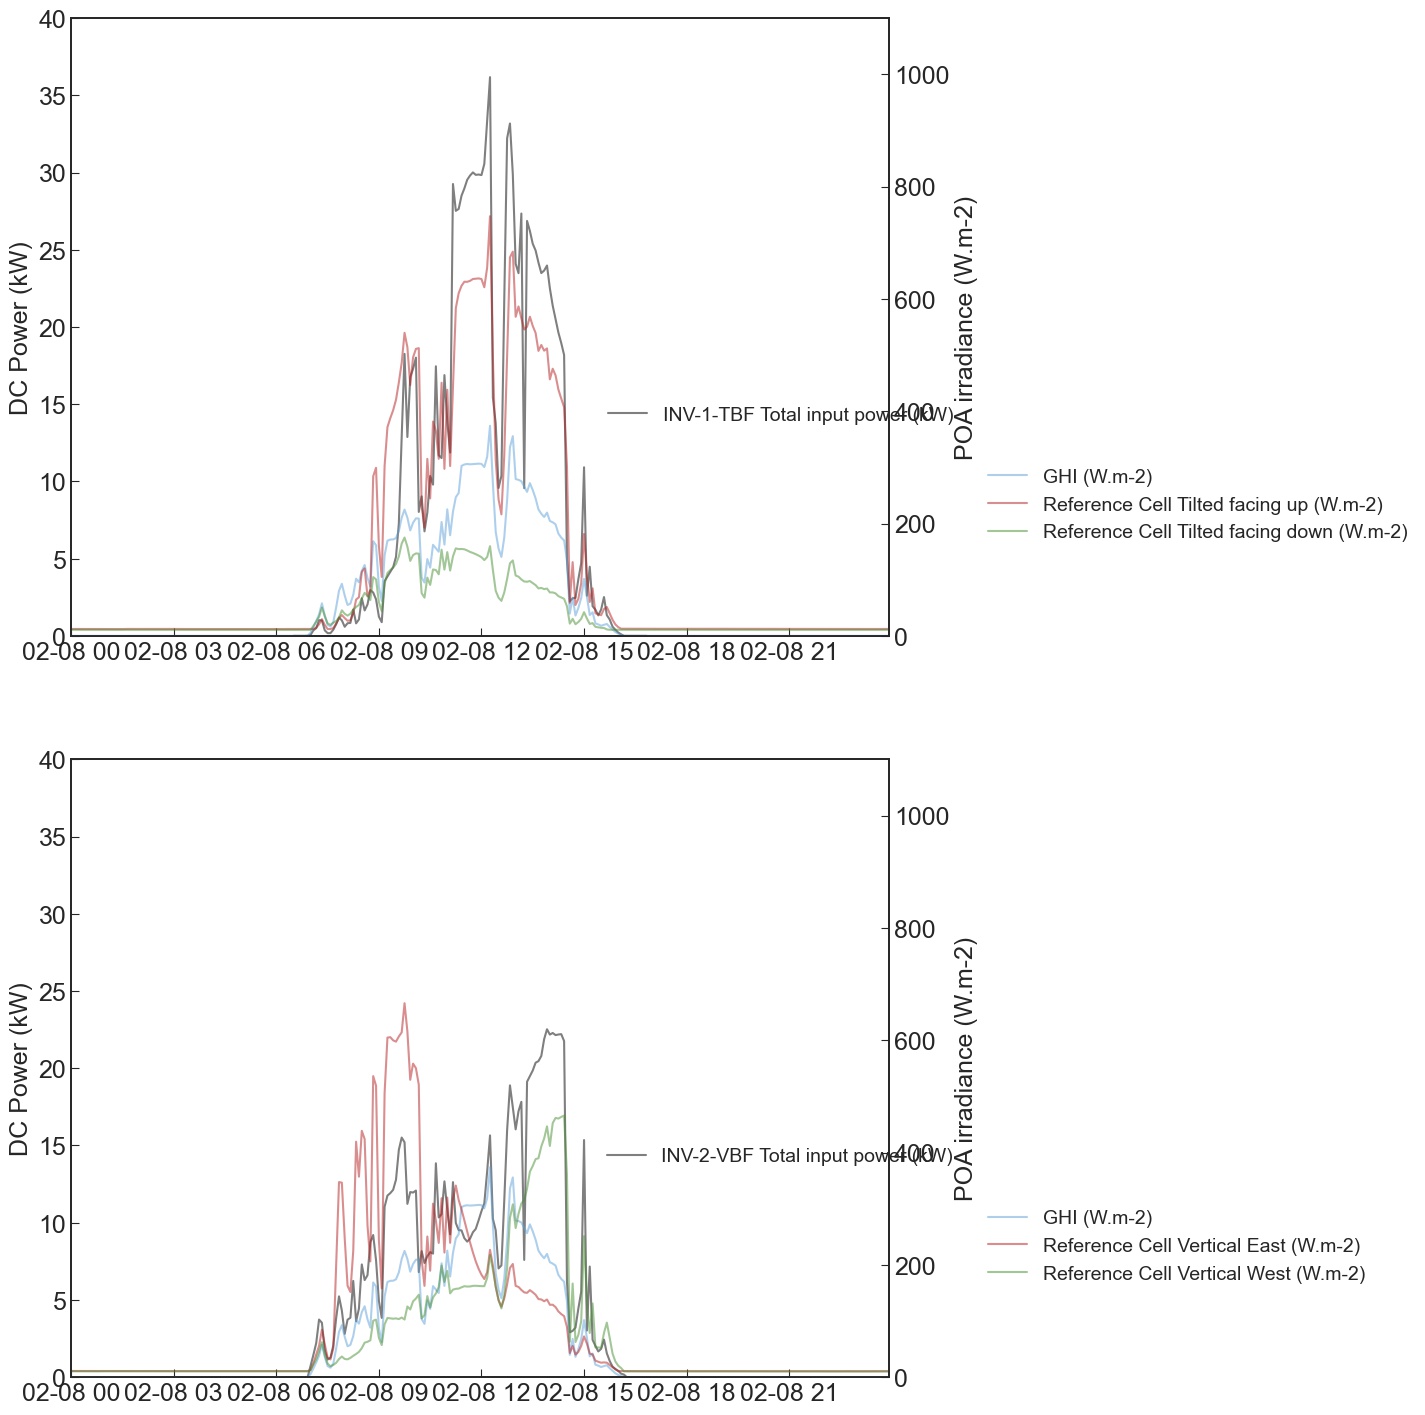 40
35
30
25
20
15
10
5
0
DC Power (kW)
1000
800
600
400
200
0
POA irradiance (W.m-2)
INV-1-TBF Total input power (kW)
GHI (W.m-2)
Reference Cell Tilted facing up (W.m-2)
Reference Cell Tilted facing down (W.m-2)
02-08 00 02-08 03 02-08 06 02-08 09 02-08 12 02-08 15 02-08 18 02-08 21
40
35
30
25
20
15
10
5
0
DC Power (kW)
1000
800
600
400
200
0
POA irradiance (W.m-2)
INV-2-VBF Total input power (kW)
GHI (W.m-2)
Reference Cell Vertical East (W.m-2)
Reference Cell Vertical West (W.m-2)
02-08 00 02-08 03 02-08 06 02-08 09 02-08 12 02-08 15 02-08 18 02-08 21